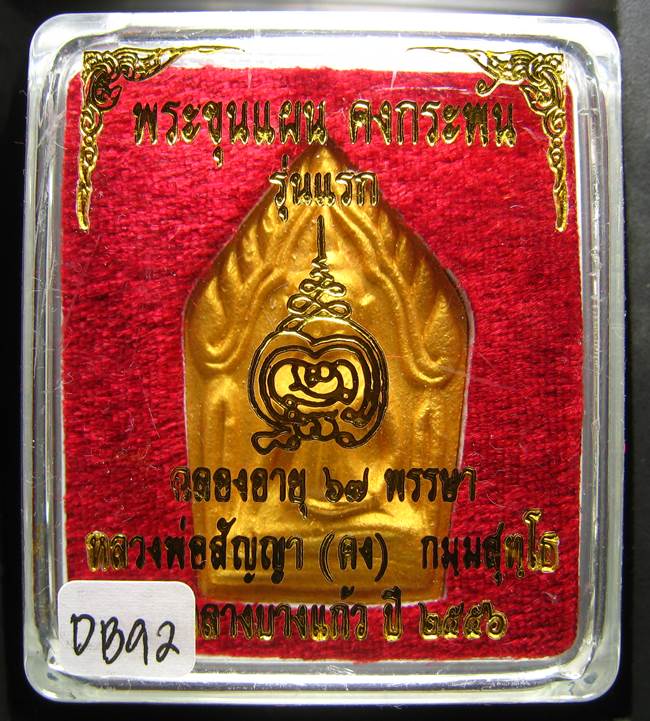 พระขุนแผน คงกระพัน
รุ่นแรก
ฉลองอายุ ๖๗ พรรษา
หลวงพ่อสัญญา (คง) กมฺมสุทฺโธ
กลางบางแก้ว ปี ๒๕๕๖
DB92